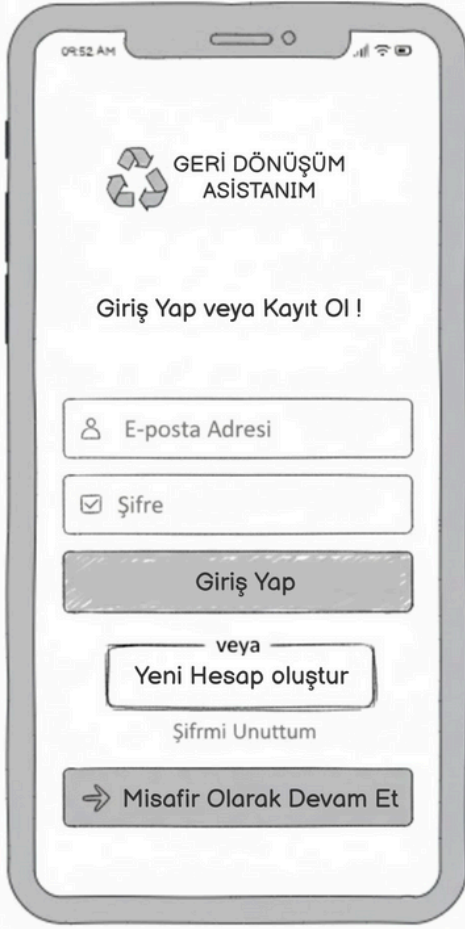 09:52 AM
GERİ DÖNÜŞÜM
ASİSTANIM
Giriş Yap veya Kayıt Ol !
E-posta Adresi
Şifre
Giriş Yap
veya
Yeni Hesap oluştur
Şifrmi Unuttum
Misafir Olarak Devam Et